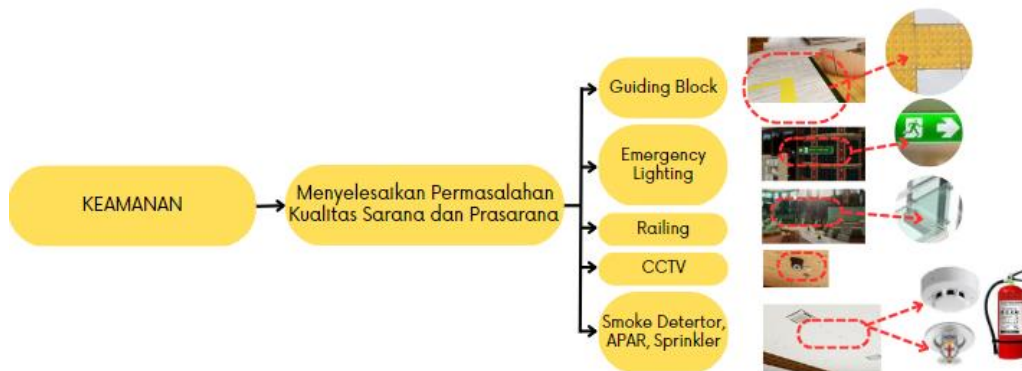 KEAMANAN
Menyelesaikan Permasalahan
Kualitas Sarana dan Prasarana
Guiding Block
Emergency
Lighting
Railing
CCTV
Smoke Detertor,
APAR, Sprinkler